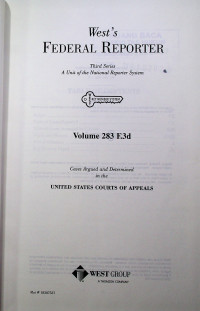 West's
FEDERAL REPORTER
Third Series
A Unit of the National Reporter System
Volume 283 F.3d
Cases Argued and Determined
in the
UNITED STATES COURTS OF APPEALS
WEST GROUP
A THOMSON COMPANY